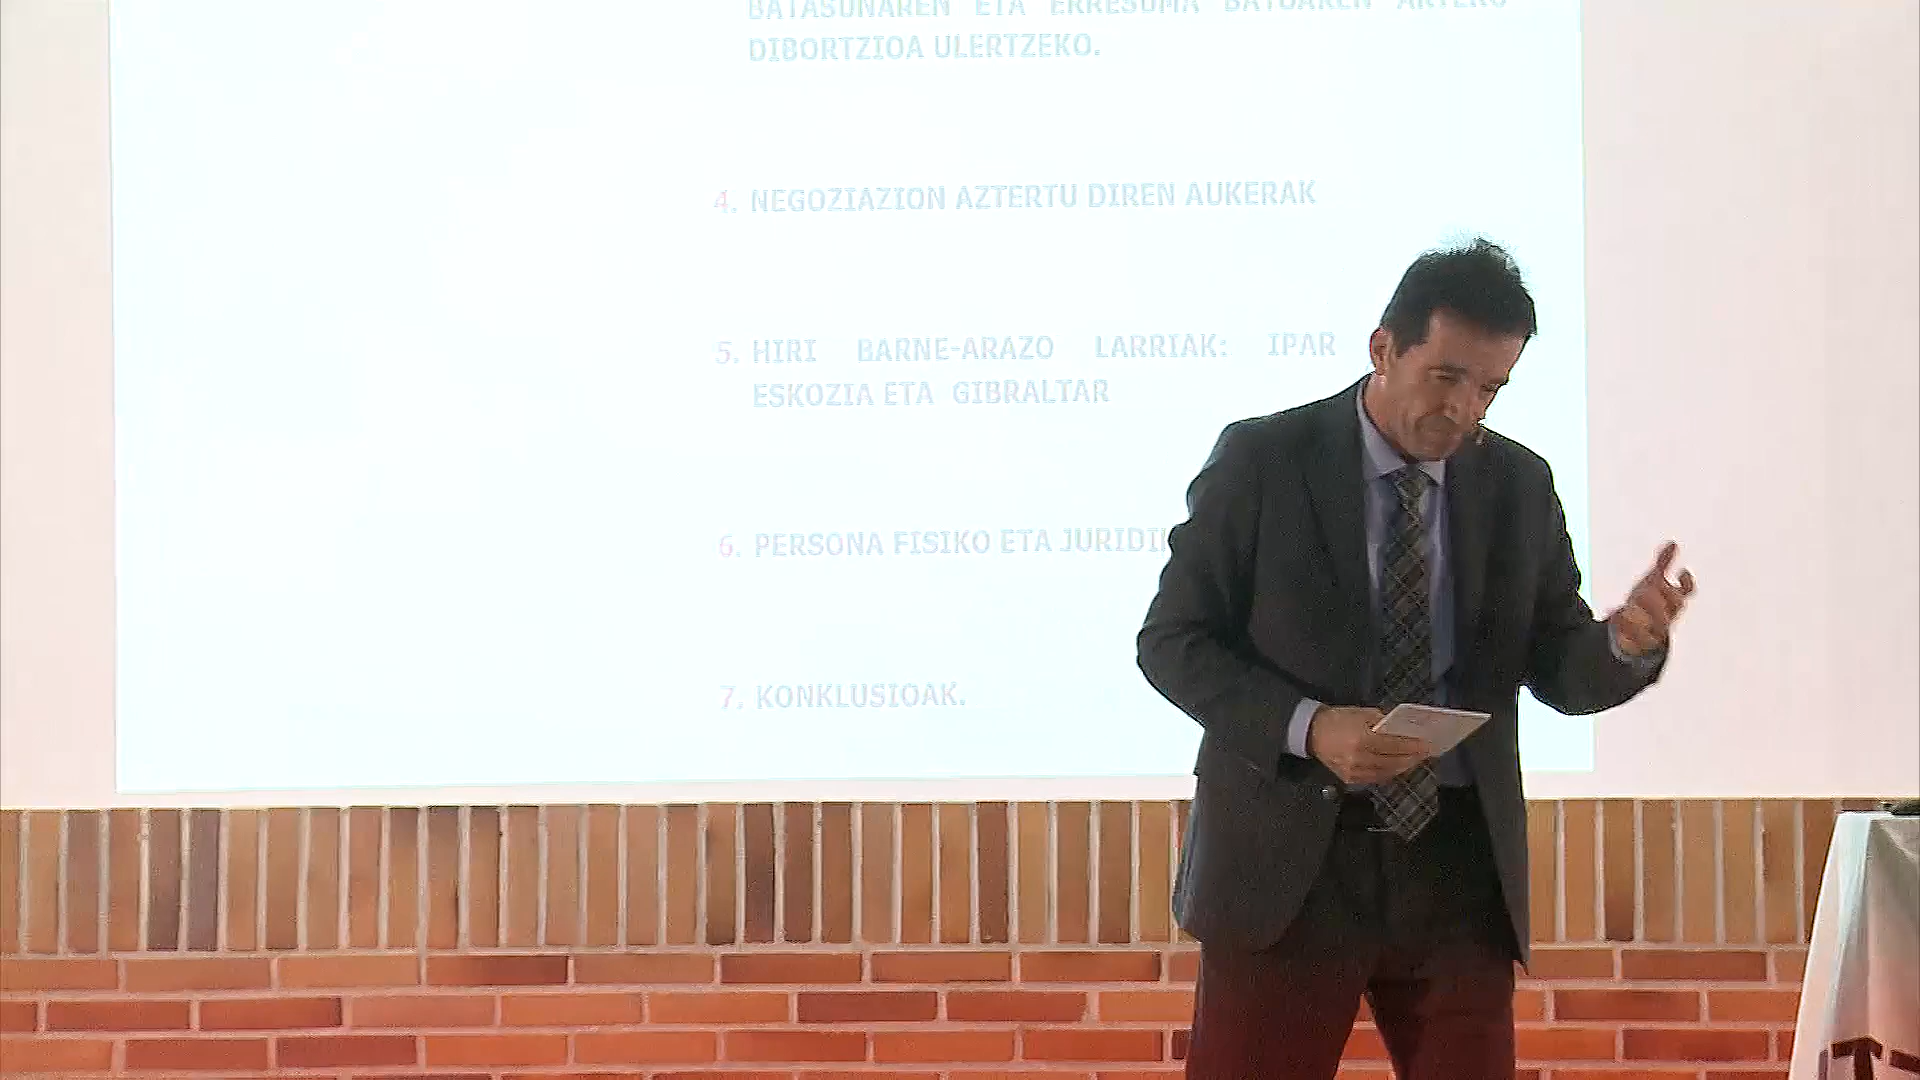 BATASUNAREN ETA ERRESUMA BATUAREN ARTEKO
DIBORTZIOA ULERTZEKO.
4. NEGOZIAZION AZTERTU DIREN AUKERAK
5. HIRI BARNE-ARAZO LARRIAK: IPAR
ESKOZIA ETA GIBRALTAR
6. PERSONA FISIKO ETA
7. KONKLUSIOAK.